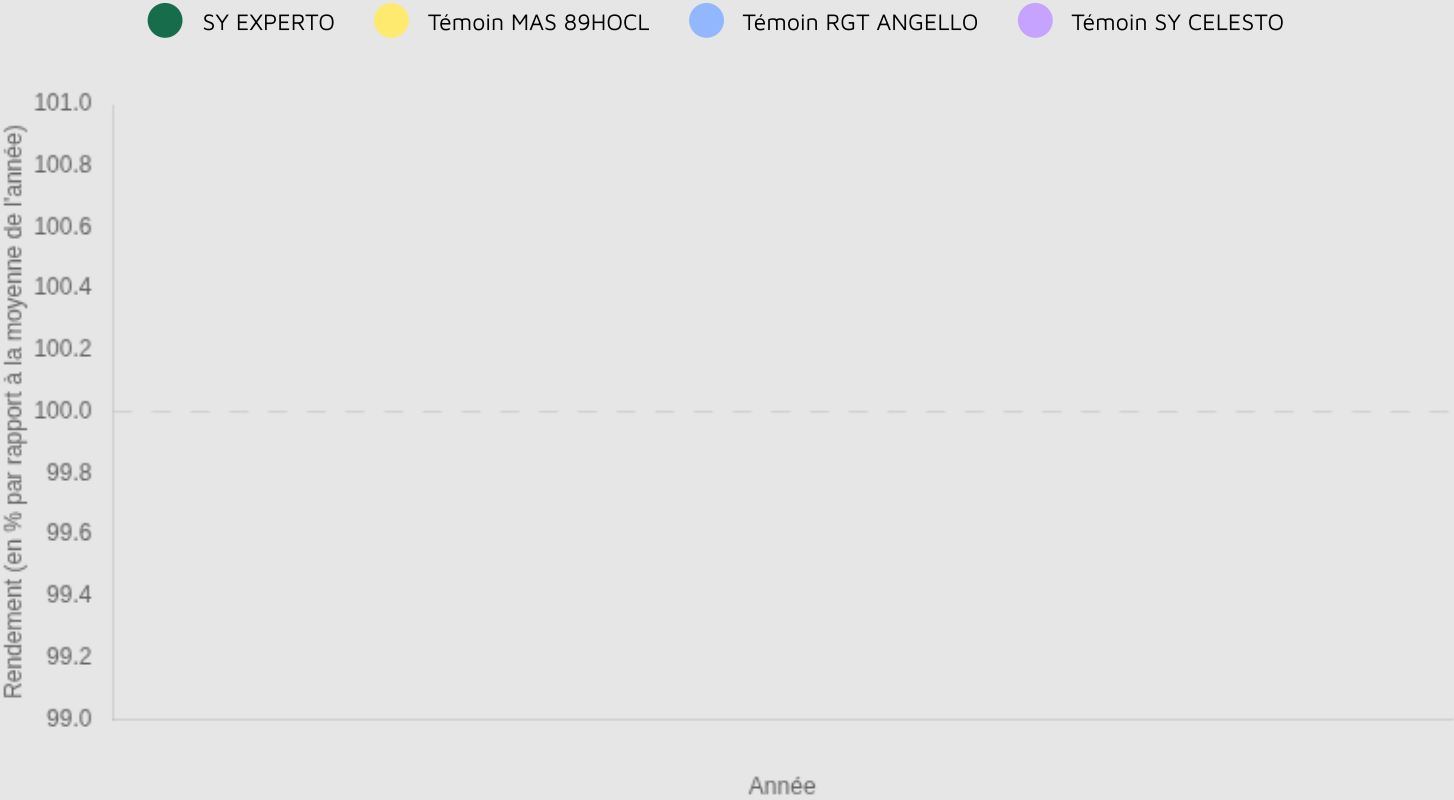 SY EXPERTO
Témoin MAS 89HOCL
Témoin RGT ANGELLO
Témoin SY CELESTO
Rendement (en % par rapport à la moyenne de l'année)
101.0
100.8
100.6
100.4
100.2
100.0
99.8
99.6
99.4
99.2
99.0
Année